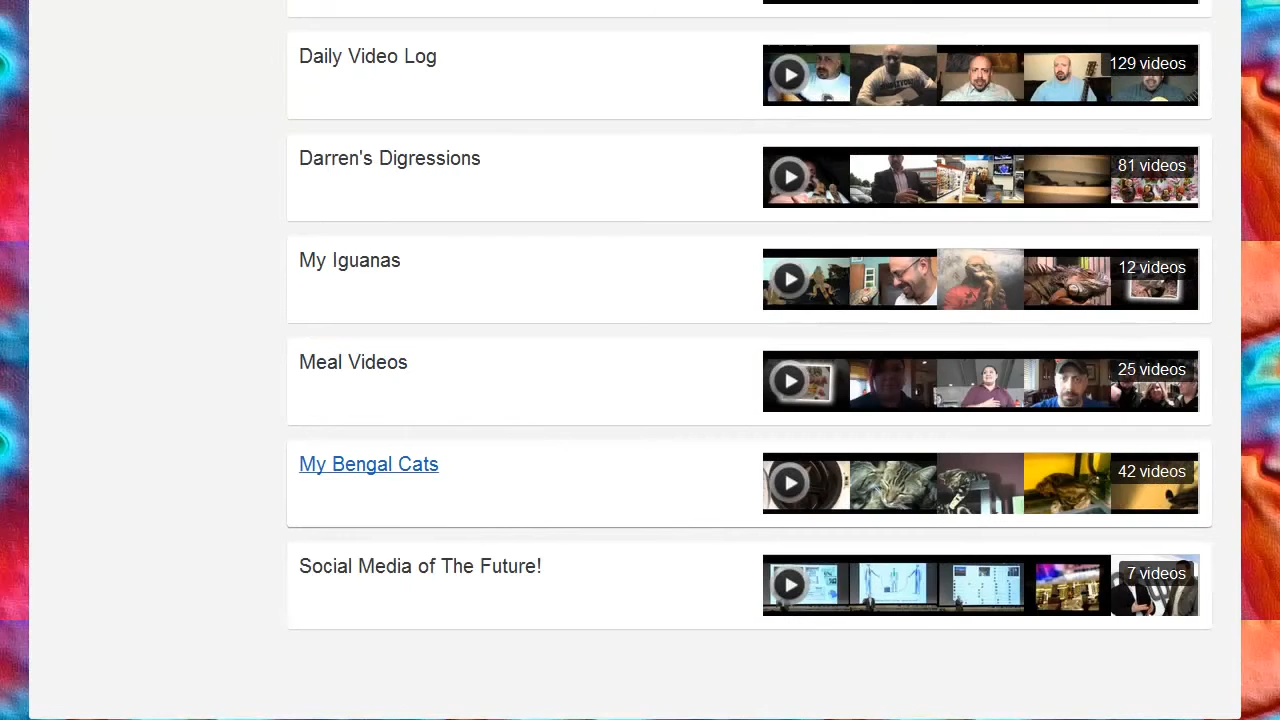 Daily Video Log
129 videos
Darren's Digressions
81 videos
My Iguanas
12 videos
Meal Videos
25 videos
My Bengal Cats
42 videos
Social Media of The Future!
7 videos